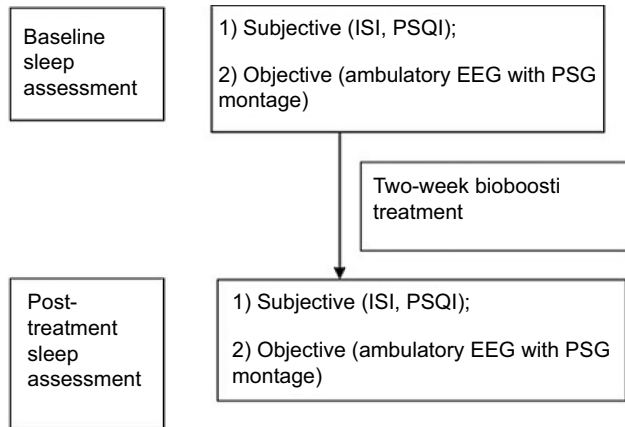 Baseline
sleep
assessment
1) Subjective (ISI, PSQI);
2) Objective (ambulatory EEG with PSG
montage)
Two-week bioboosti
treatment
Post-
treatment
sleep
assessment
1) Subjective (ISI, PSQI);
2) Objective (ambulatory EEG with PSG
montage)